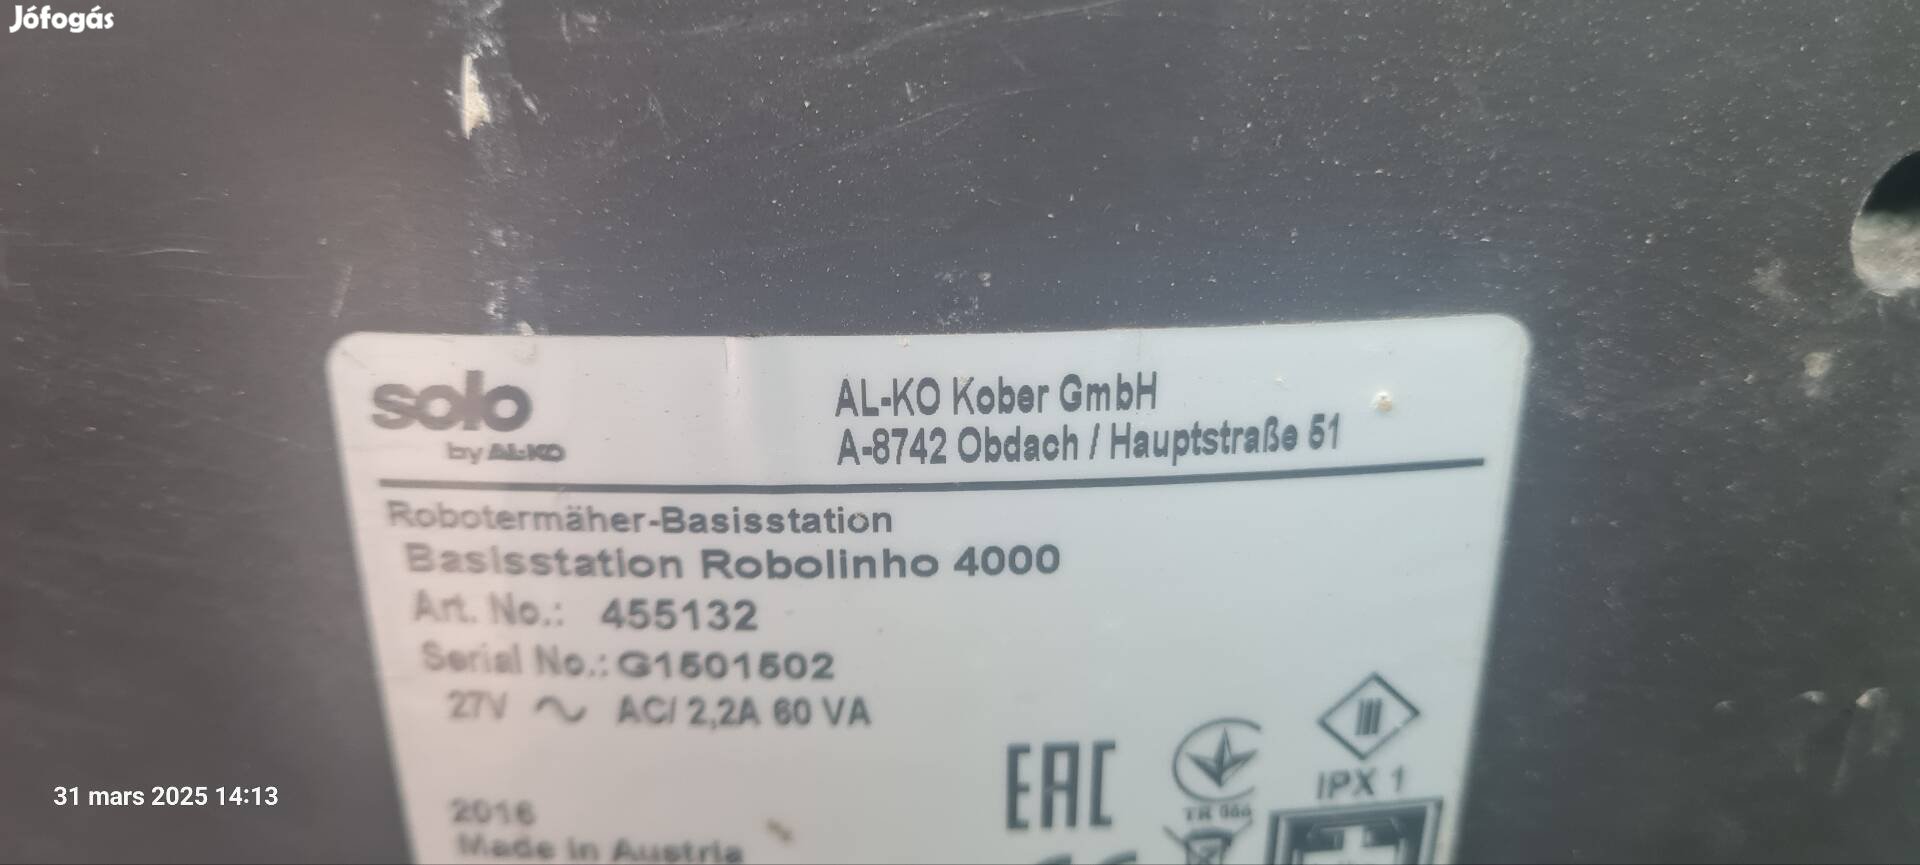 Jófogás
solo
by AL-KO
AL-KO Kober GmbH
A-8742 Obdach / Hauptstraße 51
Robotermäher-Basisstation
Basisstation Robolinho 4000
Art. No.: 455132
Serial No.: G1501502
27V ~ AC/ 2,2A 60 VA
EAC
III
IPX 1
2016
Made in Austria
31 mars 2025 14:13